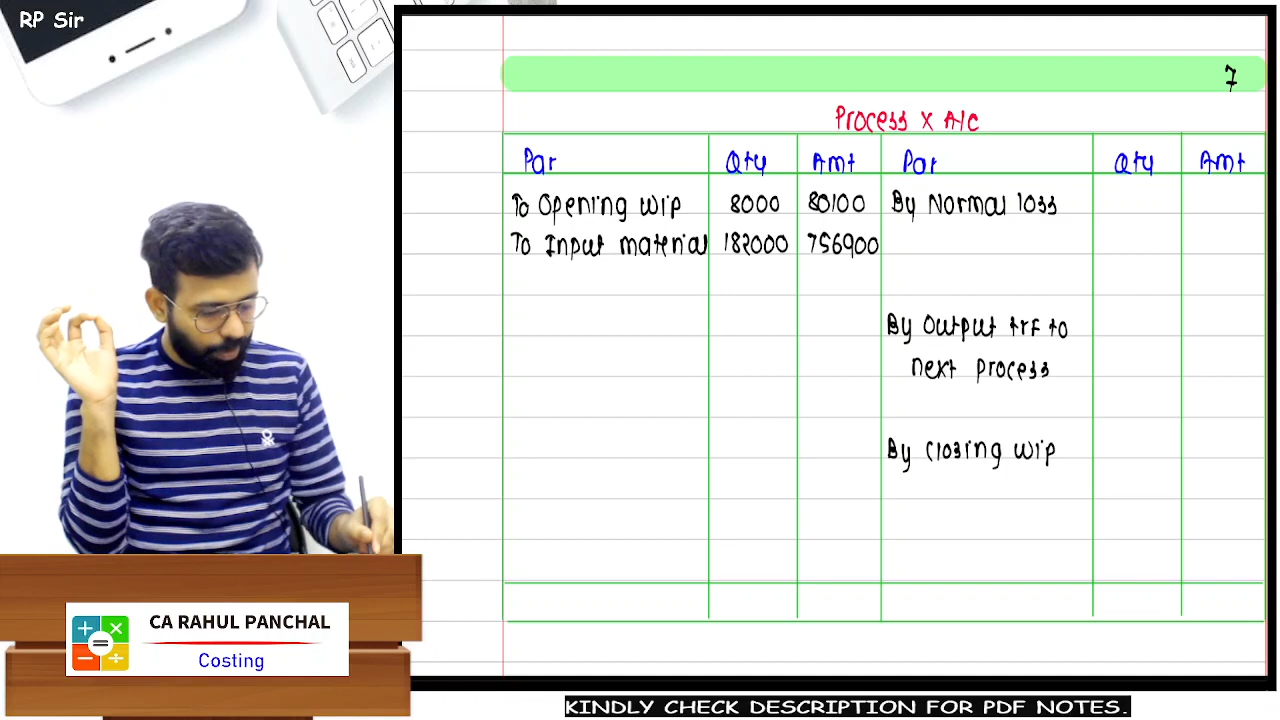 RP Sir
7
Process X A/C
Par Qty Amt Par Qty Amt
To Opening wip 8000 80100 By Normal loss
To Input material 182000 756900
By Output trf to
next process
By Closing wip
CA RAHUL PANCHAL
Costing
KINDLY CHECK DESCRIPTION FOR PDF NOTES.